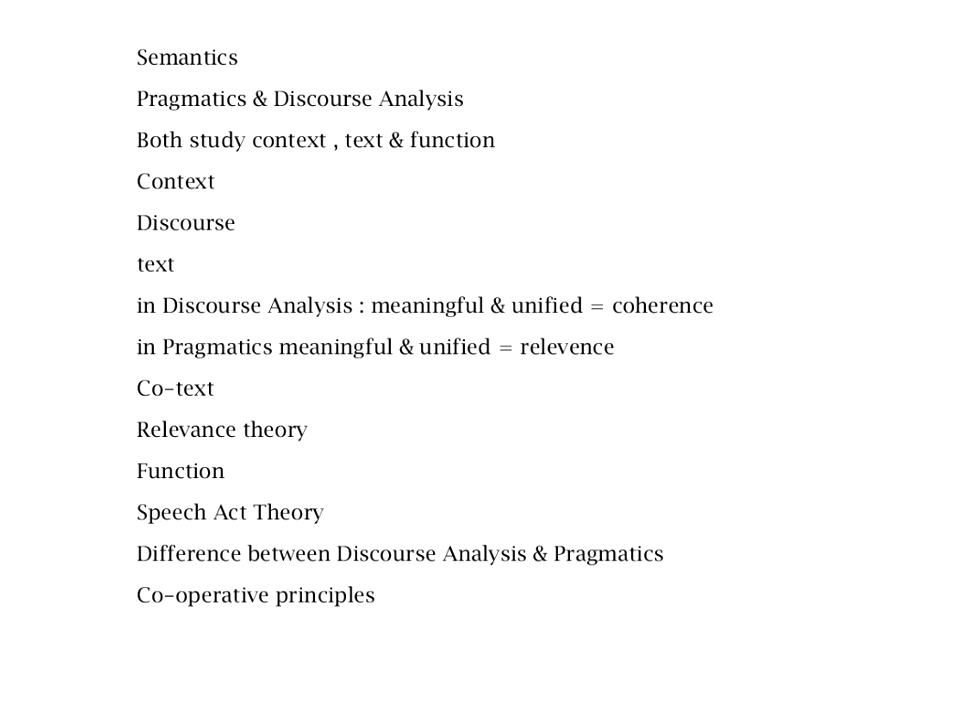 Semantics
Pragmatics & Discourse Analysis
Both study context , text & function
Context
Discourse
text
in Discourse Analysis : meaningful & unified = coherence
in Pragmatics meaningful & unified = relevence
Co-text
Relevance theory
Function
Speech Act Theory
Difference between Discourse Analysis & Pragmatics
Co-operative principles